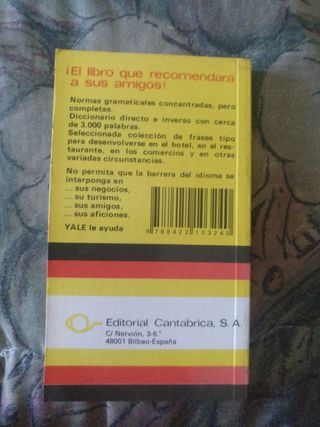 ¡El libro que recomendará
a sus amigos!
Normas gramaticales concentradas, pero
completas.
Diccionario directo e inverso con cerca
de 3.000 palabras.
Seleccionada colección de frases tipo
para desenvolverse en el hotel, en el res-
taurante, en los comercios y en otras
variadas circunstancias.
No permita que la barrera del idioma se
interponga en
... sus negocios,
... su turismo,
... sus amigos,
... sus aficiones.
YALE le ayuda
9 788422 103240
Editorial Cantábrica, S. A.
C/ Nervión, 3-6.º
48001 Bilbao-España